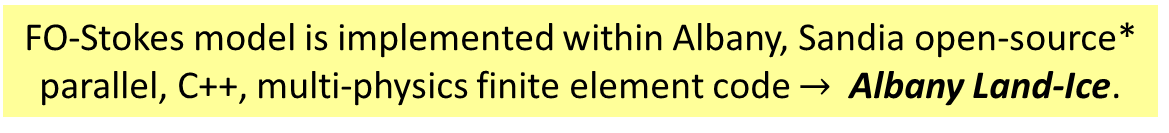 FO-Stokes model is implemented within Albany, Sandia open-source*
parallel, C++, multi-physics finite element code → Albany Land-Ice.